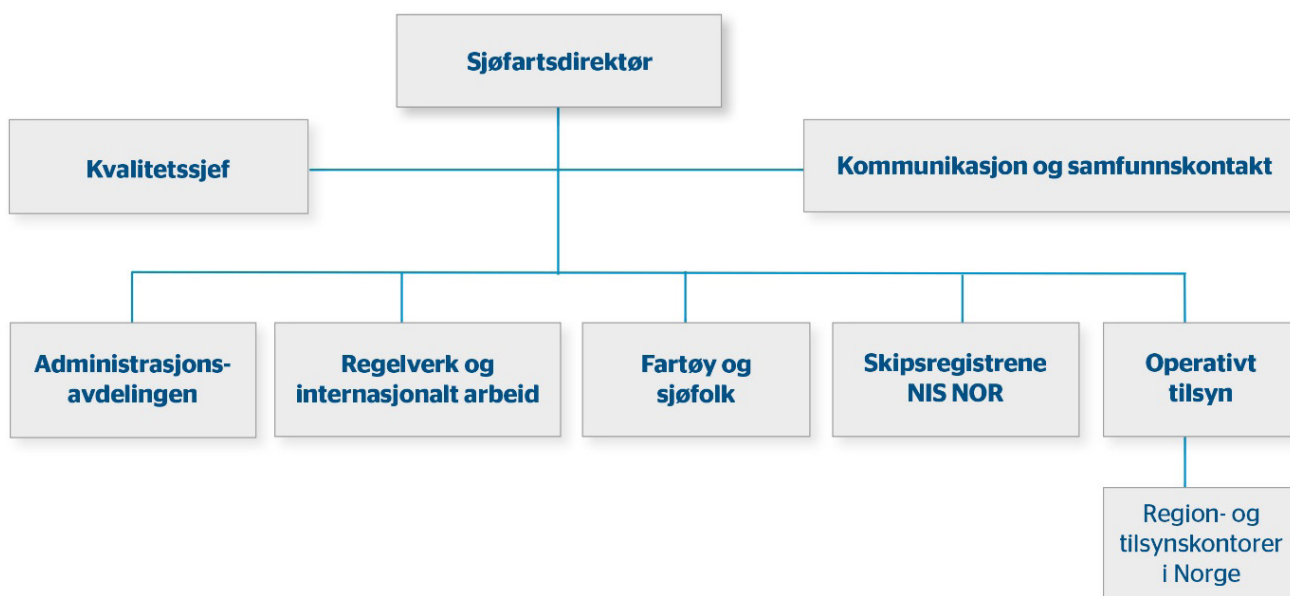 Sjøfartsdirektør
Kvalitetssjef
Kommunikasjon og samfunnskontakt
Administrasjons-
avdelingen
Regelverk og
internasjonalt arbeid
Fartøy og
sjøfolk
Skipsregistrene
NIS NOR
Operativt
tilsyn
Region- og
tilsynskontorer
i Norge